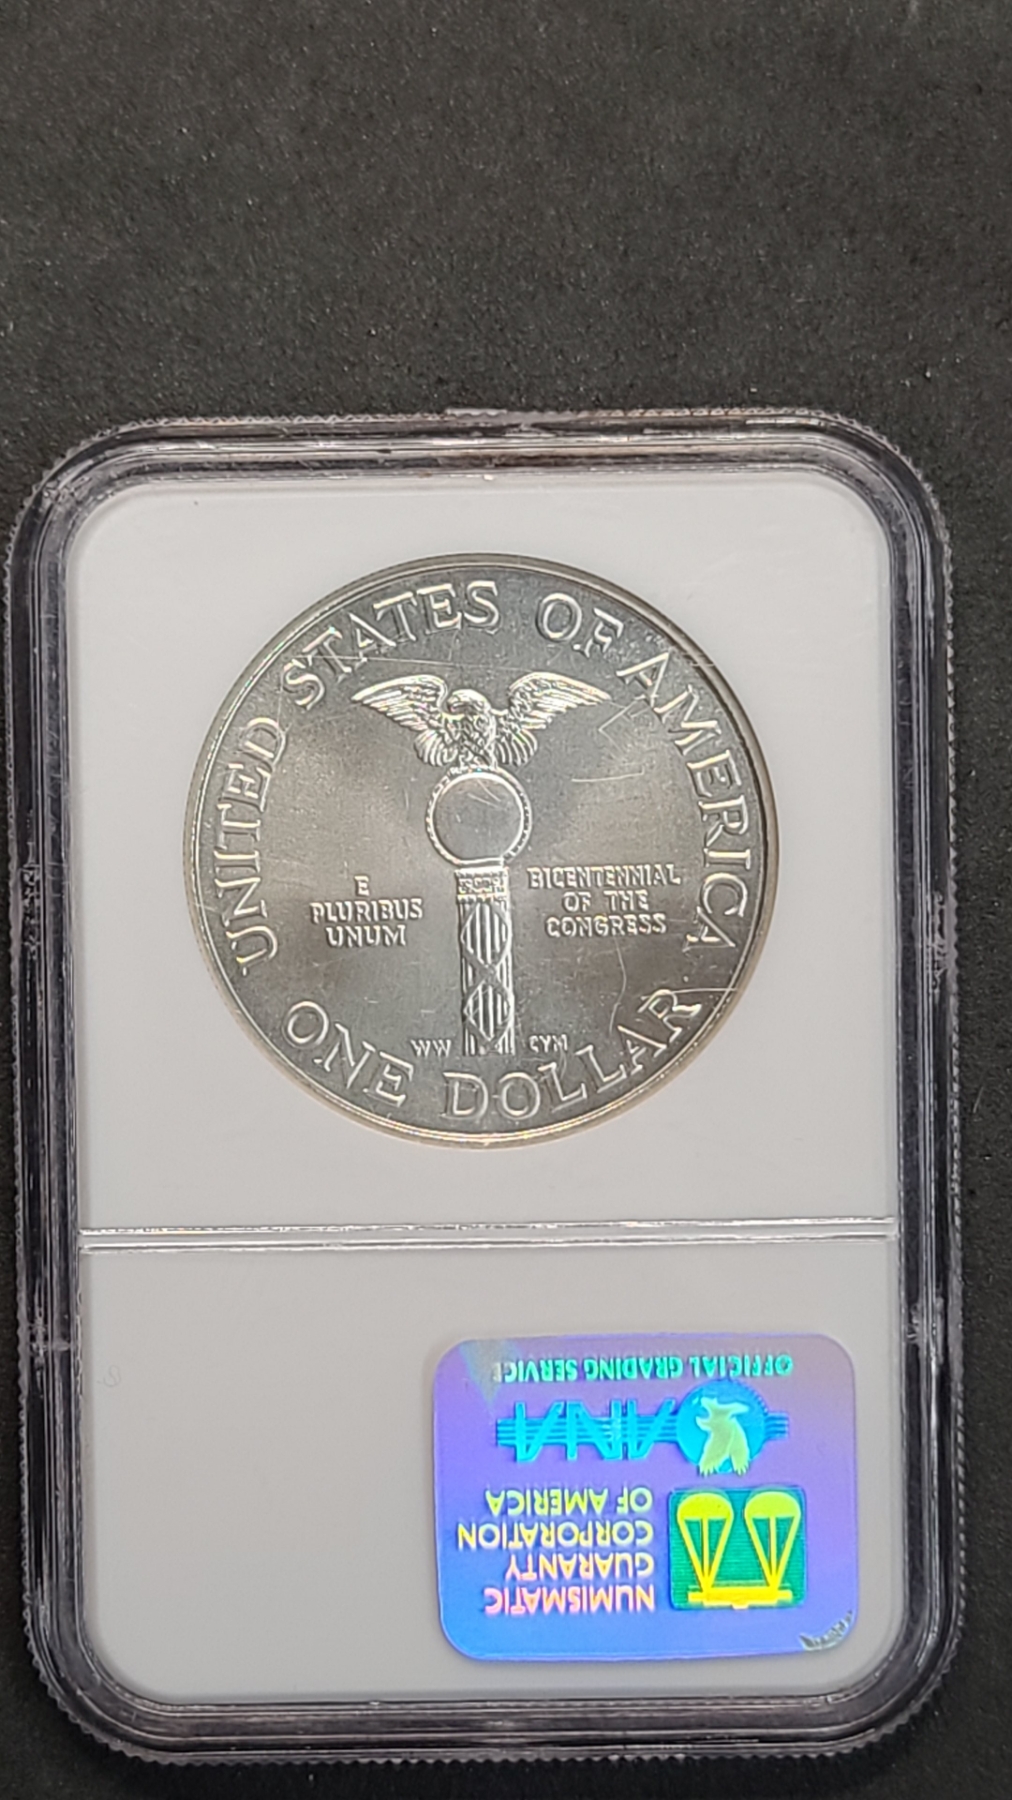 UNITED STATES OF AMERICA
E
PLURIBUS
UNUM
BICENTENNIAL
OF THE
CONGRESS
WW
CYM
ONE DOLLAR
OFFICIAL GRADING SERVICE
ANA
NUMISMATIC
GUARANTY
CORPORATION
OF AMERICA